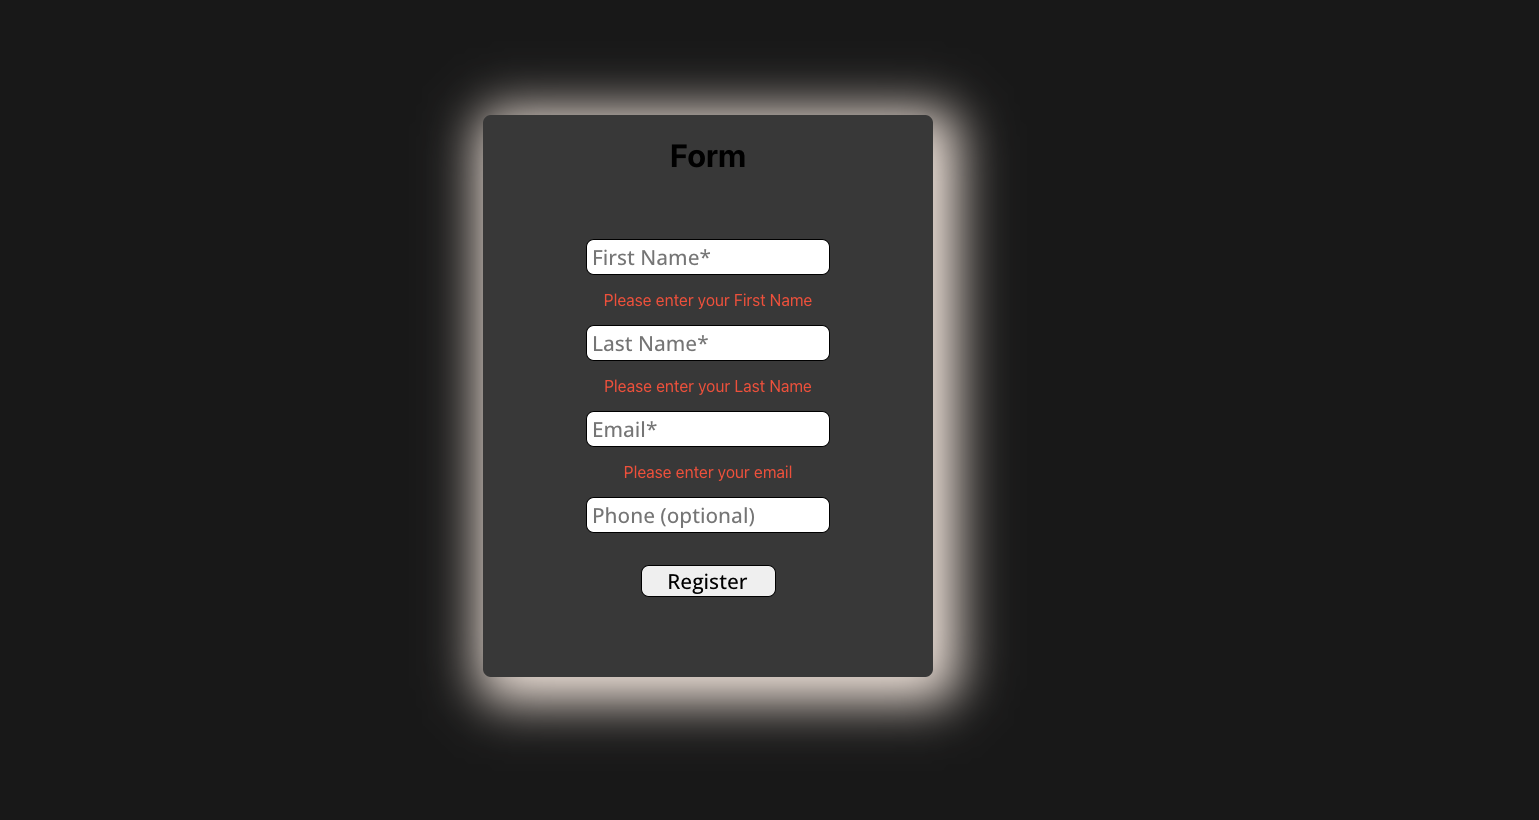 Form
First Name*
Please enter your First Name
Last Name*
Please enter your Last Name
Email*
Please enter your email
Phone (optional)
Register